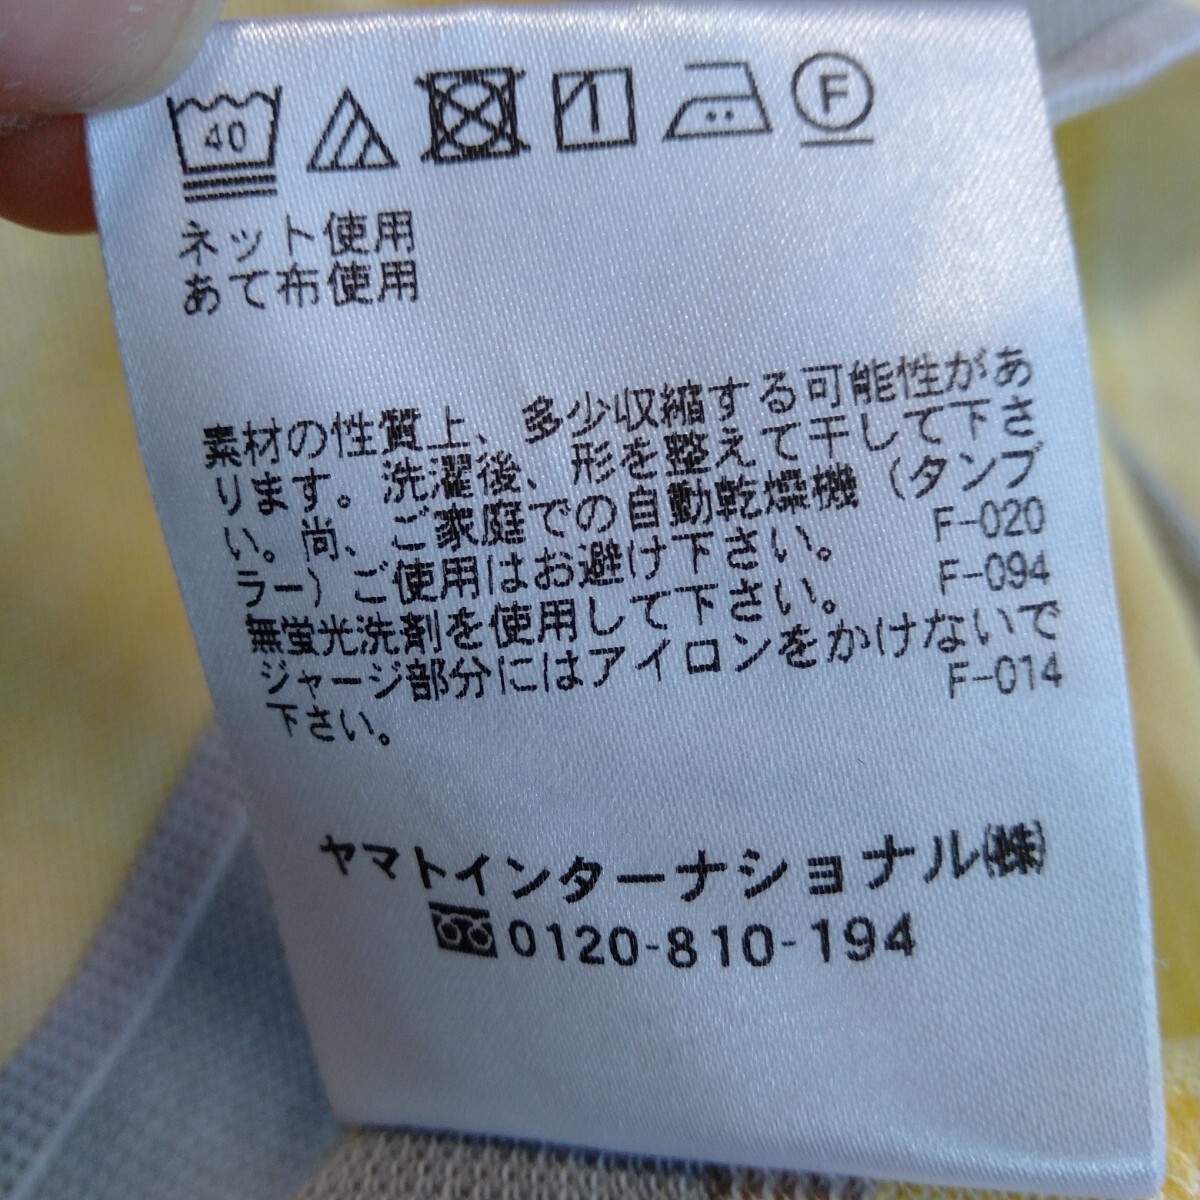 40 F
ネット使用
あて布使用
素材の性質上、多少収縮する可能性があ
ります。洗濯後、形を整えて干して下さ
い。尚、ご家庭での自動乾燥機（タンブ
ラー）ご使用はお避け下さい。 F-020
無蛍光洗剤を使用して下さい。 F-094
ジャージ部分にはアイロンをかけないで
下さい。 F-014
ヤマトインターナショナル㈱
0120-810-194